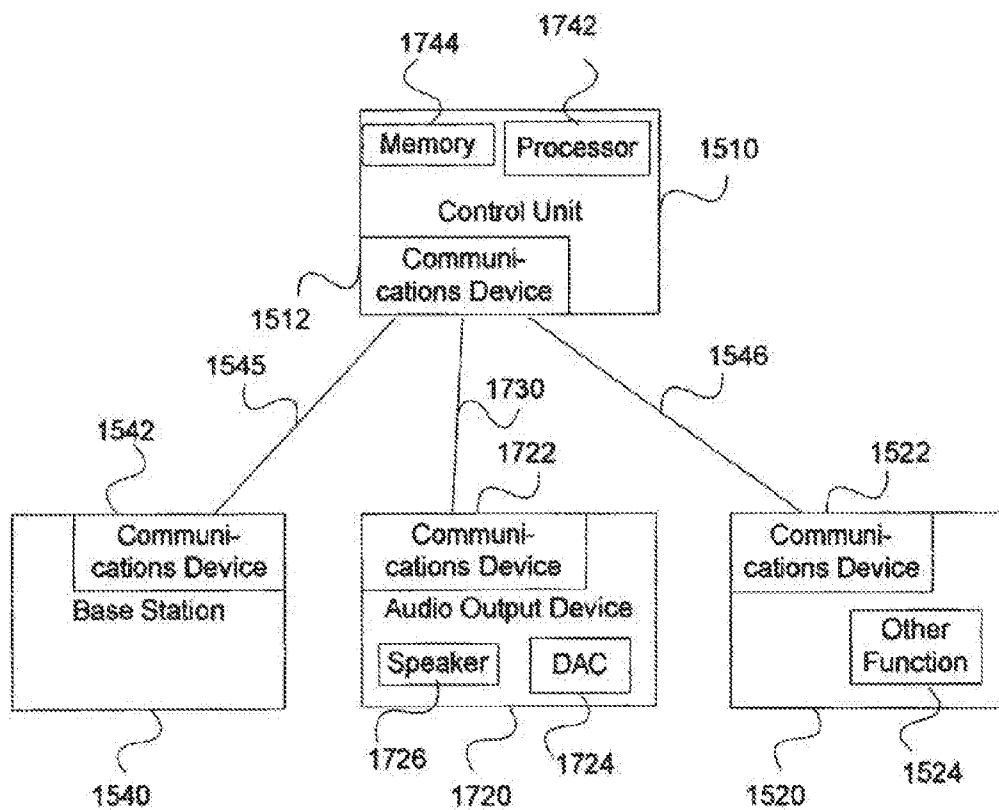 1744
1742
Memory
Processor
1510
Control Unit
Communi-
cations Device
1512
1545
1546
1730
1542
1722
1522
Communi-
cations Device
Base Station
Communi-
cations Device
Audio Output Device
Speaker
DAC
Communi-
cations Device
Other
Function
1540
1726
1720
1724
1520
1524